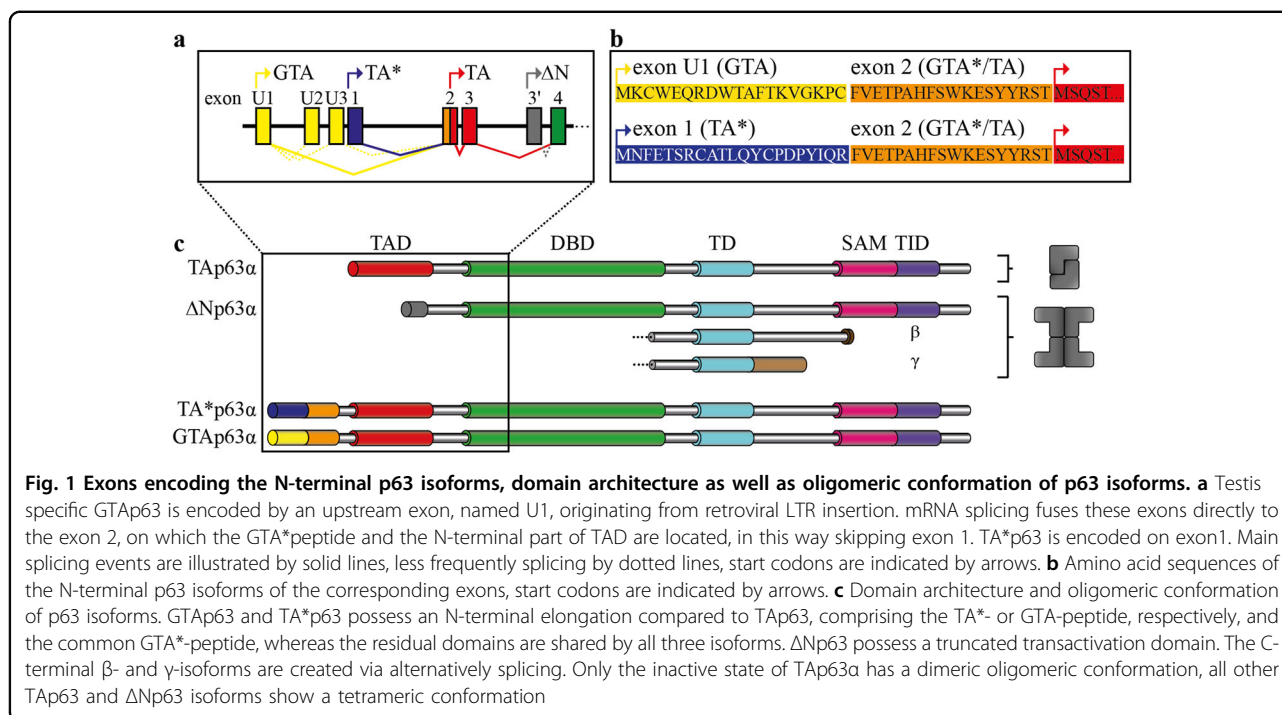 a
GTA TA* TA ΔN
exon U1 U2 U3 1 2 3 3' 4
b
exon U1 (GTA) exon 2 (GTA*/TA)
MKCWEQRDWTAFTKVGKPC FVETPAHFSWKESYYRST MSQST...
exon 1 (TA*) exon 2 (GTA*/TA)
MNFETSRCATLQYCPDPYIQR FVETPAHFSWKESYYRST MSQST...
c
TAD DBD TD SAM TID
TAp63α
ΔNp63α
β
γ
TA*p63α
GTAp63α
Fig. 1 Exons encoding the N-terminal p63 isoforms, domain architecture as well as oligomeric conformation of p63 isoforms. a Testis
specific GTAp63 is encoded by an upstream exon, named U1, originating from retroviral LTR insertion. mRNA splicing fuses these exons directly to
the exon 2, on which the GTA*peptide and the N-terminal part of TAD are located, in this way skipping exon 1. TA*p63 is encoded on exon1. Main
splicing events are illustrated by solid lines, less frequently splicing by dotted lines, start codons are indicated by arrows. b Amino acid sequences of
the N-terminal p63 isoforms of the corresponding exons, start codons are indicated by arrows. c Domain architecture and oligomeric conformation
of p63 isoforms. GTAp63 and TA*p63 possess an N-terminal elongation compared to TAp63, comprising the TA*- or GTA-peptide, respectively, and
the common GTA*-peptide, whereas the residual domains are shared by all three isoforms. ΔNp63 possess a truncated transactivation domain. The C-
terminal β- and γ-isoforms are created via alternatively splicing. Only the inactive state of TAp63α has a dimeric oligomeric conformation, all other
TAp63 and ΔNp63 isoforms show a tetrameric conformation